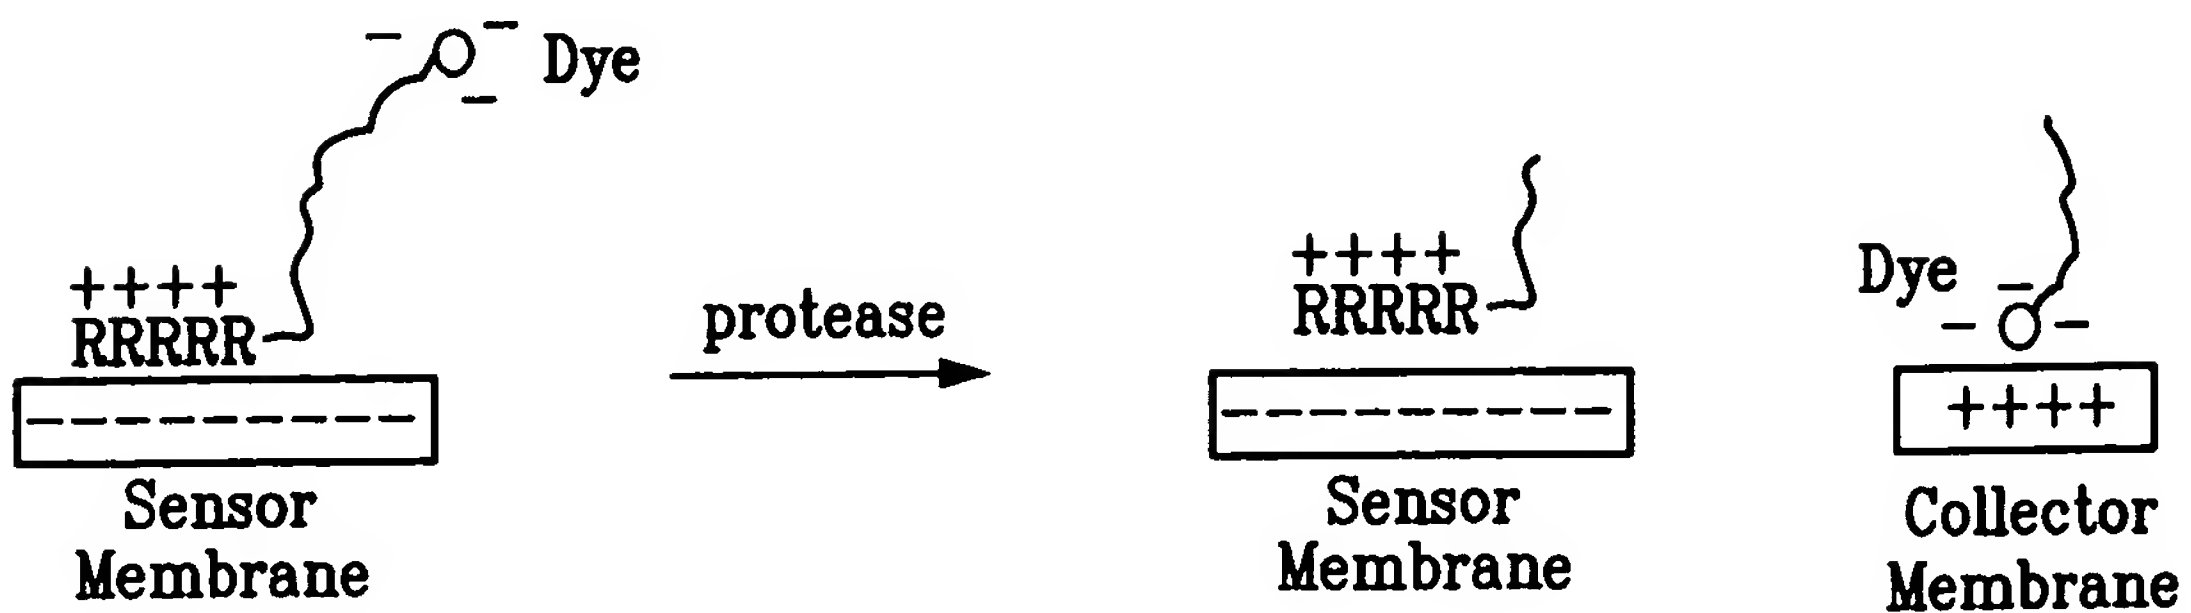 Dye
++++
RRRRR
Sensor
Membrane
protease
++++
RRRRR
Sensor
Membrane
Dye
++++
Collector
Membrane